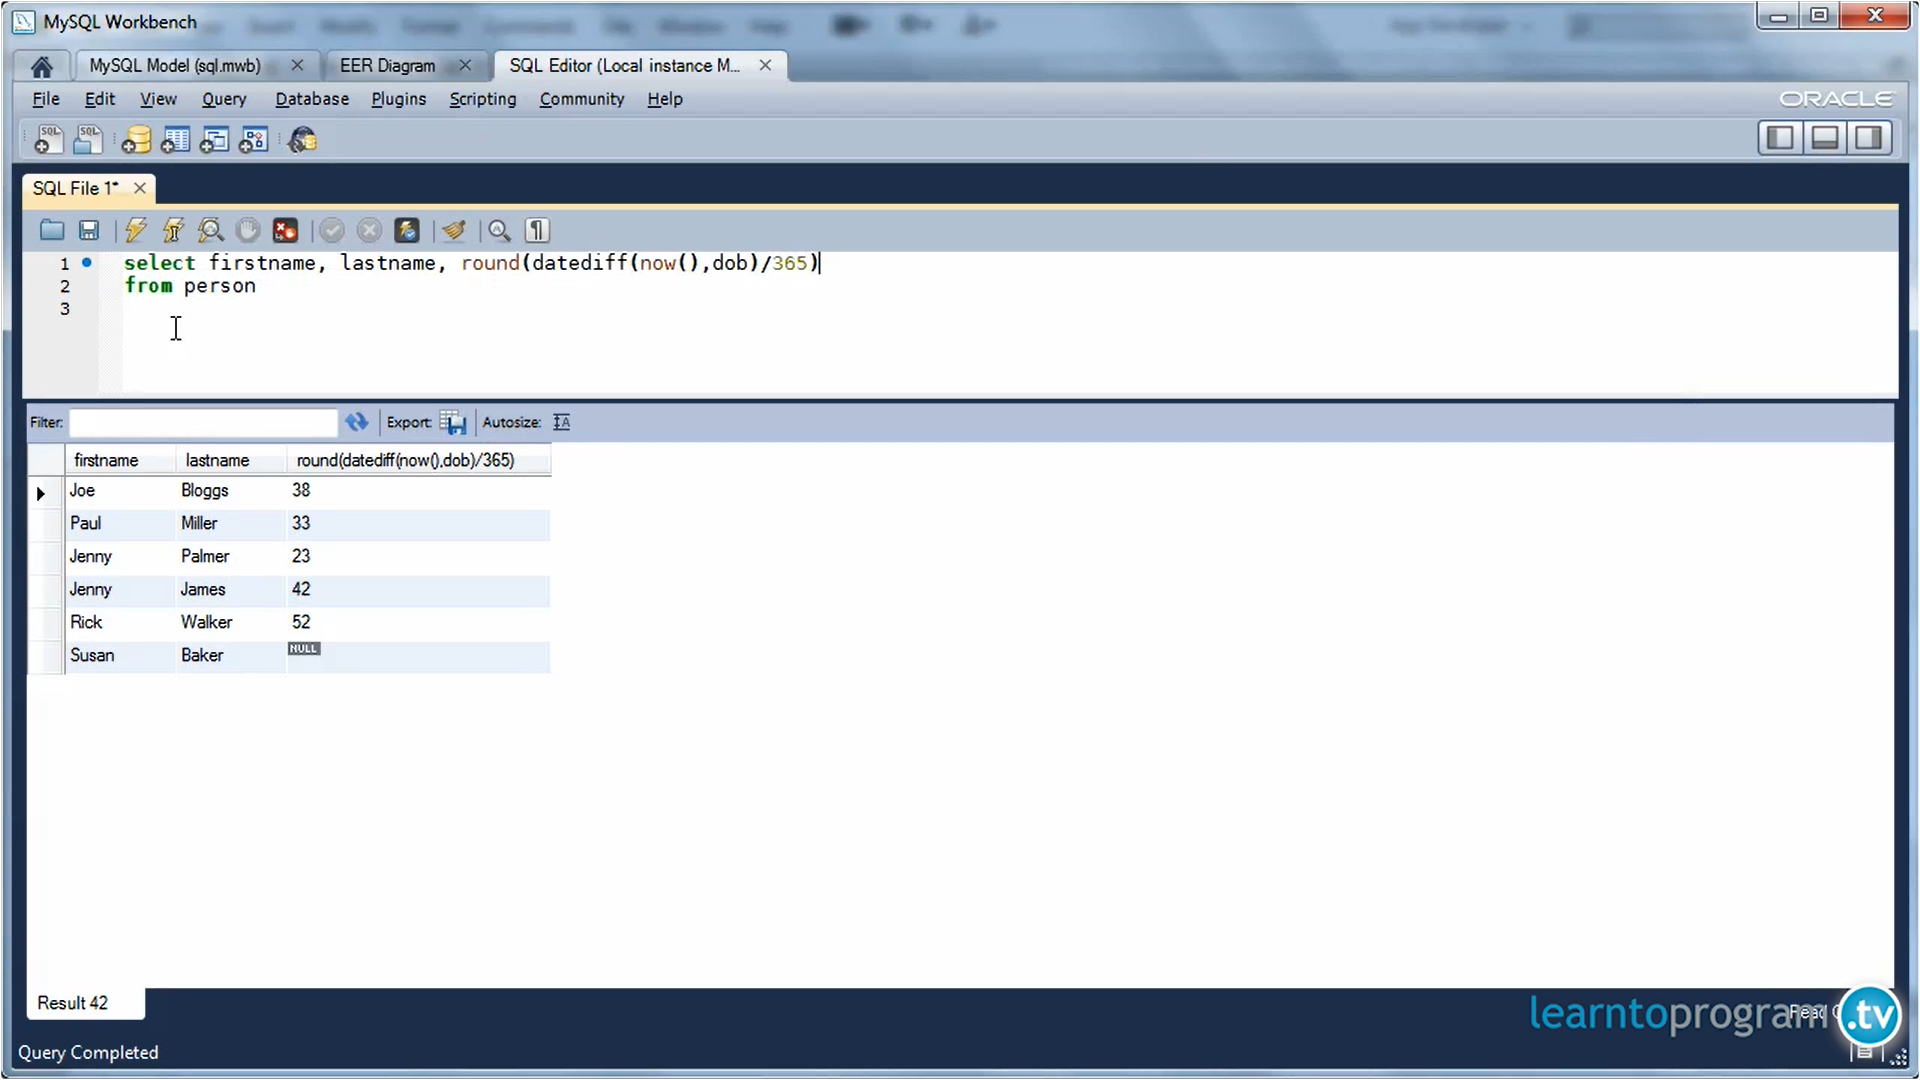 MySQL Workbench
MySQL Model (sql.mwb)
EER Diagram
SQL Editor (Local instance M...
File Edit View Query Database Plugins Scripting Community Help
ORACLE
SQL SQL
SQL File 1*
1 select firstname, lastname, round(datediff(now(),dob)/365)
2 from person
3
Filter: Export: Autosize:
firstname lastname round(datediff(now(),dob)/365)
Joe Bloggs 38
Paul Miller 33
Jenny Palmer 23
Jenny James 42
Rick Walker 52
Susan Baker NULL
Result 42
learntoprogram.tv
Query Completed